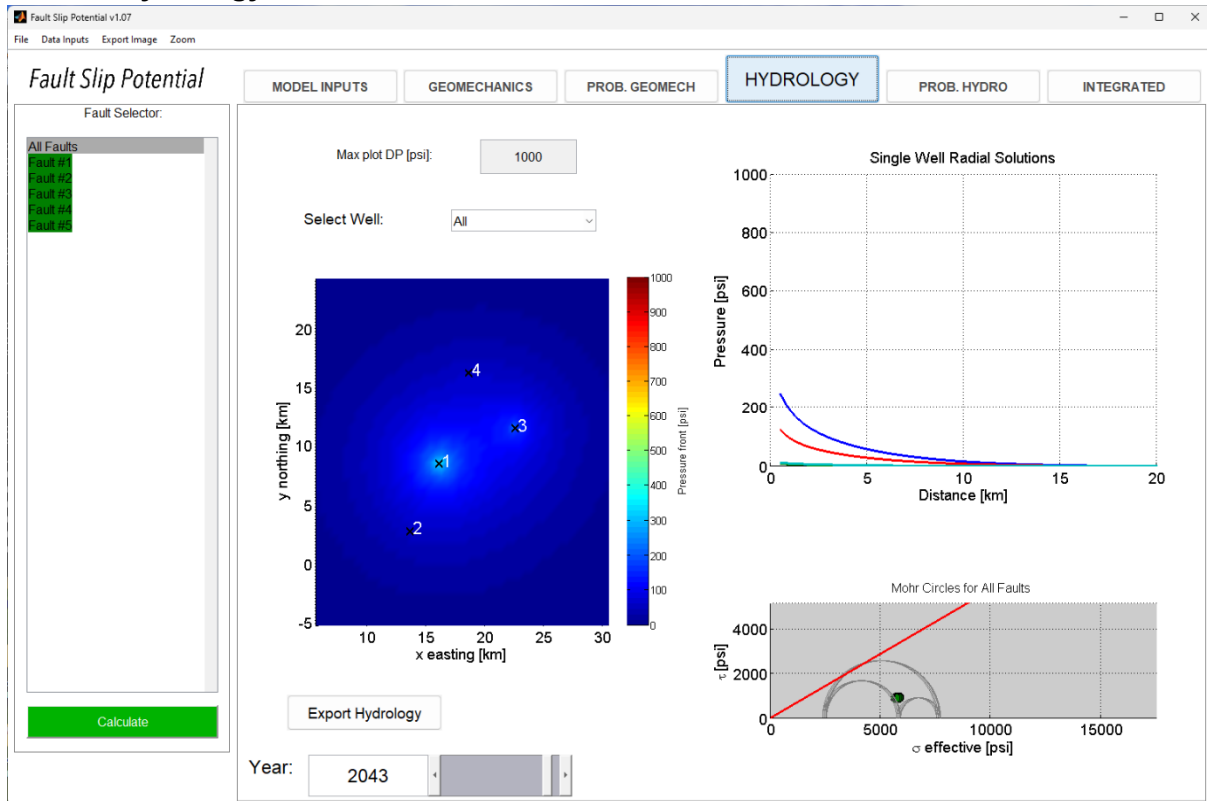 Fault Slip Potential v1.07
File Data Inputs Export Image Zoom
Fault Slip Potential
MODEL INPUTS GEOMECHANICS PROB. GEOMECH HYDROLOGY PROB. HYDRO INTEGRATED
Fault Selector:
All Faults
Fault #1
Fault #2
Fault #3
Fault #4
Fault #5
Calculate
Max plot DP [psi]: 1000
Select Well: All
y northing [km]
20
15
10
5
0
-5
10 15 20 25 30
x easting [km]
4
3
1
2
1000
900
800
700
600
500
400
300
200
100
0
Pressure front [psi]
Export Hydrology
Year: 2043
Single Well Radial Solutions
Pressure [psi]
1000
800
600
400
200
0
0 5 10 15 20
Distance [km]
Mohr Circles for All Faults
τ [psi]
4000
2000
0
0 5000 10000 15000
σ effective [psi]